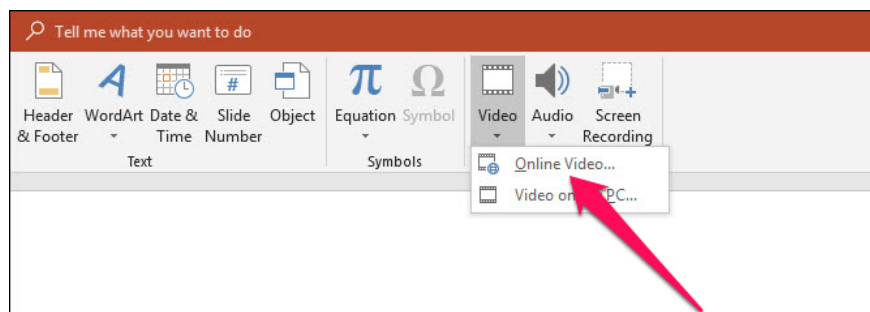 Tell me what you want to do
#
π Ω
Header WordArt Date & Slide Object Equation Symbol Video Audio Screen
& Footer Time Number Recording
Text Symbols
Online Video...
Video on PC...